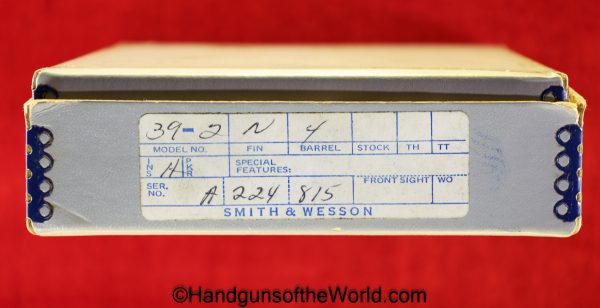 39-2 N 4
MODEL NO. FIN BARREL STOCK TH TT
INS H PKR SPECIAL FEATURES: FRONT SIGHT WO
SER. NO. A 224 815
SMITH & WESSON
©HandgunsoftheWorld.com